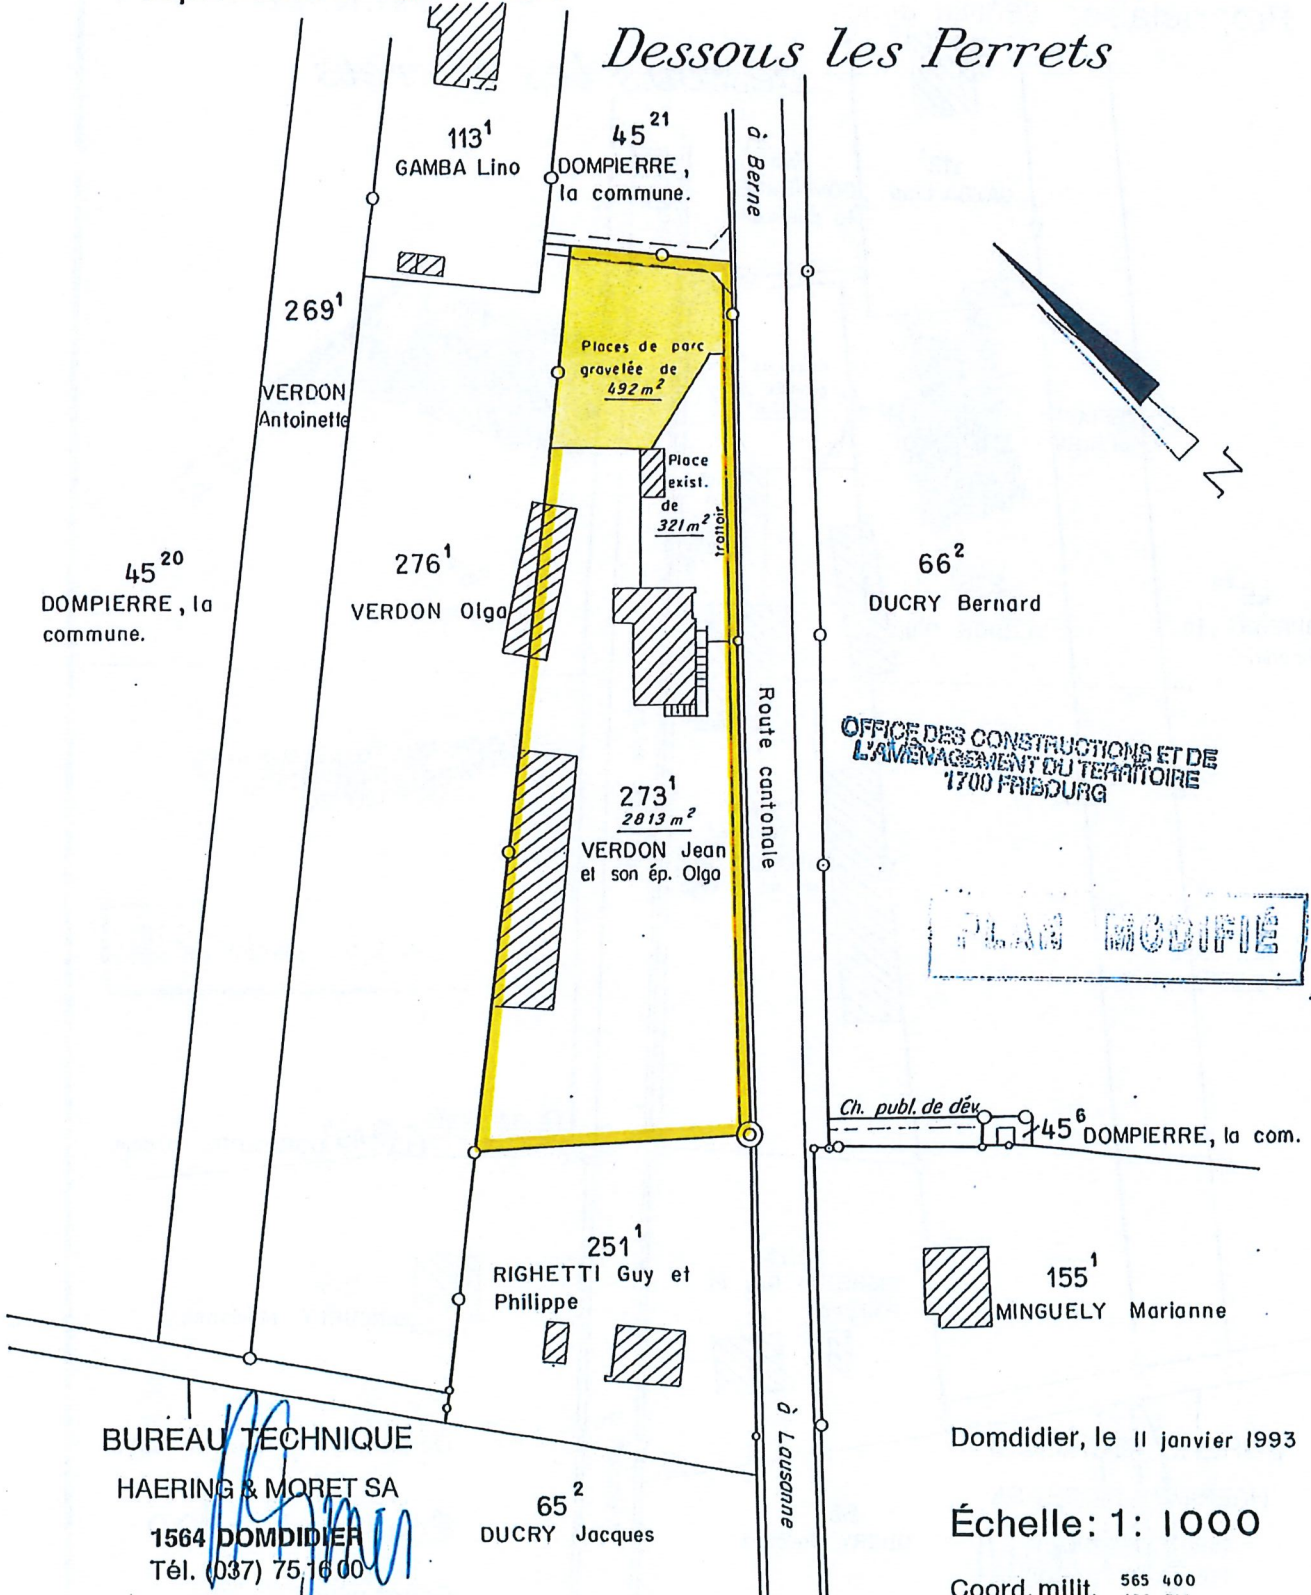 Dessous les Perrets
113¹
GAMBA Lino
45²¹
DOMPIERRE,
la commune.
à Berne
269¹
VERDON
Antoinette
Places de parc
gravelée de
492 m²
Place
exist.
de
321 m²
trottoir
N
45²⁰
DOMPIERRE, la
commune.
276¹
VERDON Olga
66²
DUCRY Bernard
Route cantonale
OFFICE DES CONSTRUCTIONS ET DE
L'AMÉNAGEMENT DU TERRITOIRE
1700 FRIBOURG
273¹
2813 m²
VERDON Jean
et son ép. Olga
PLAN MODIFIÉ
Ch. publ. de dév.
45⁶ DOMPIERRE, la com.
251¹
RIGHETTI Guy et
Philippe
155¹
MINGUELY Marianne
à Lausanne
BUREAU TECHNIQUE
HAERING & MORET SA
1564 DOMDIDIER
Tél. (037) 75 16 00
65²
DUCRY Jacques
Domdidier, le 11 janvier 1993
Échelle: 1: 1000
Coord. milit. 565 400